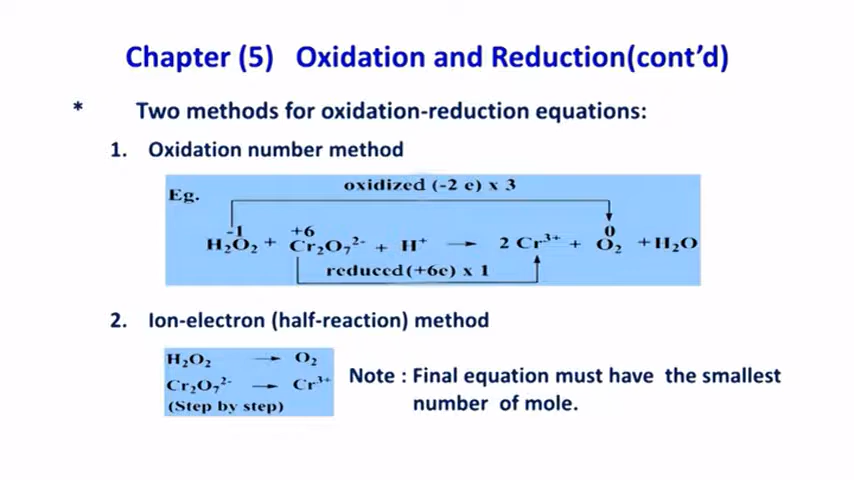 Chapter (5) Oxidation and Reduction(cont’d)
* Two methods for oxidation-reduction equations:
1. Oxidation number method
oxidized (-2 e) x 3
Eg.
-1 +6 0
H₂O₂ + Cr₂O₇²⁻ + H⁺ → 2 Cr³⁺ + O₂ + H₂O
reduced(+6e) x 1
2. Ion-electron (half-reaction) method
H₂O₂ → O₂
Cr₂O₇²⁻ → Cr³⁺
(Step by step)
Note : Final equation must have the smallest
number of mole.